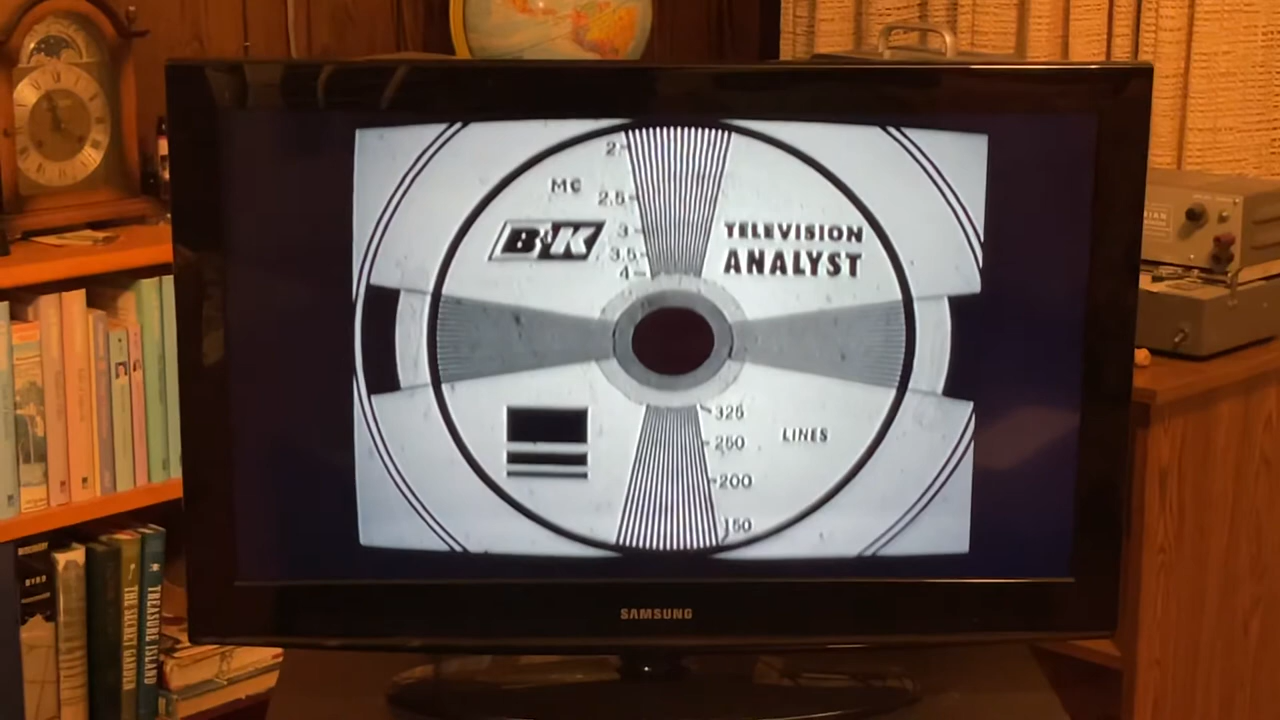 2
MC
2.5
B&K
3
TELEVISION
3.5
ANALYST
4
325
LINES
250
200
150
SAMSUNG
BYRD
THE SECRET GARDEN
TREASURE ISLAND